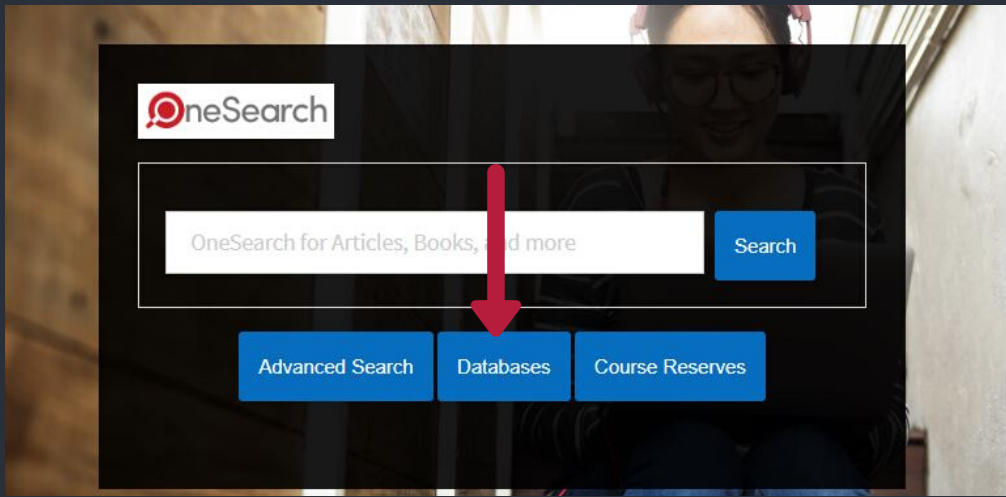 OneSearch
OneSearch for Articles, Books, and more
Search
Advanced Search
Databases
Course Reserves